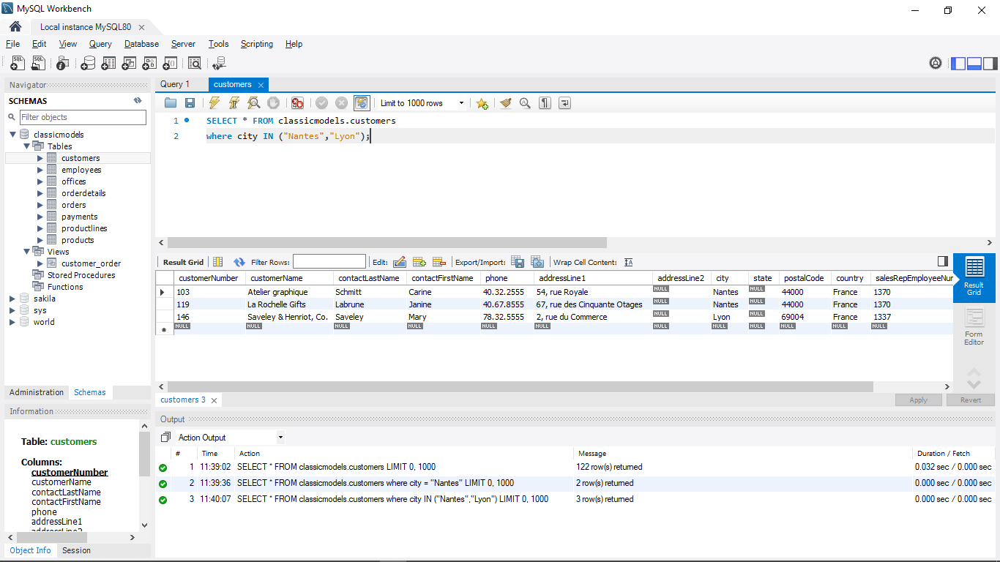 MySQL Workbench
Local instance MySQL80
File Edit View Query Database Server Tools Scripting Help
Navigator
SCHEMAS
Filter objects
classicmodels
Tables
customers
employees
offices
orderdetails
orders
payments
productlines
products
Views
customer_order
Stored Procedures
Functions
sakila
sys
world
Administration Schemas
Information
Table: customers
Columns:
customerNumber
customerName
contactLastName
contactFirstName
phone
addressLine1
addressLine2
Object Info Session
Query 1 customers
Limit to 1000 rows
1 SELECT * FROM classicmodels.customers
2 where city IN ("Nantes","Lyon");
Result Grid Filter Rows: Edit: Export/Import: Wrap Cell Content:
customerNumber customerName contactLastName contactFirstName phone addressLine1 addressLine2 city state postalCode country salesRepEmployeeNur
103 Atelier graphique Schmitt Carine 40.32.2555 54, rue Royale NULL Nantes NULL 44000 France 1370
119 La Rochelle Gifts Labrune Janine 40.67.8555 67, rue des Cinquante Otages NULL Nantes NULL 44000 France 1370
146 Saveley & Henriot, Co. Saveley Mary 78.32.5555 2, rue du Commerce NULL Lyon NULL 69004 France 1337
NULL NULL NULL NULL NULL NULL NULL NULL NULL NULL NULL NULL
Result Grid
Form Editor
customers 3
Apply Revert
Output
Action Output
# Time Action Message Duration / Fetch
1 11:39:02 SELECT * FROM classicmodels.customers LIMIT 0, 1000 122 row(s) returned 0.032 sec / 0.000 sec
2 11:39:36 SELECT * FROM classicmodels.customers where city = "Nantes" LIMIT 0, 1000 2 row(s) returned 0.000 sec / 0.000 sec
3 11:40:07 SELECT * FROM classicmodels.customers where city IN ("Nantes","Lyon") LIMIT 0, 1000 3 row(s) returned 0.000 sec / 0.000 sec